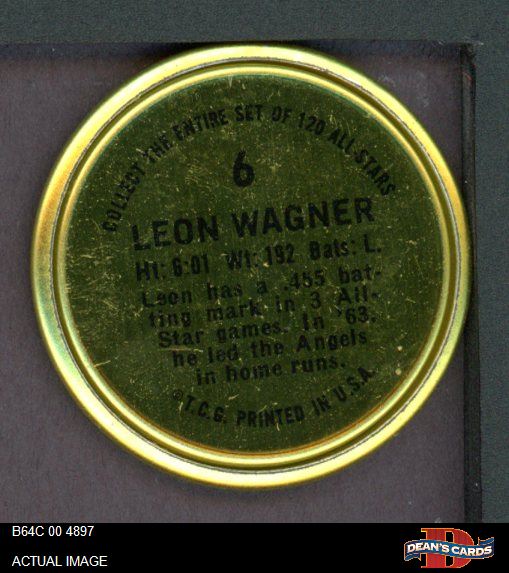 COLLECT THE ENTIRE SET OF 120 ALL-STARS
6
LEON WAGNER
Ht: 6:01 Wt: 192 Bats: L.
Leon has a .455 bat-
ting mark in 3 All-
Star games. In '63,
he led the Angels
in home runs.
©T.C.G. PRINTED IN U.S.A.
B64C 00 4897
ACTUAL IMAGE
D
DEAN'S CARDS